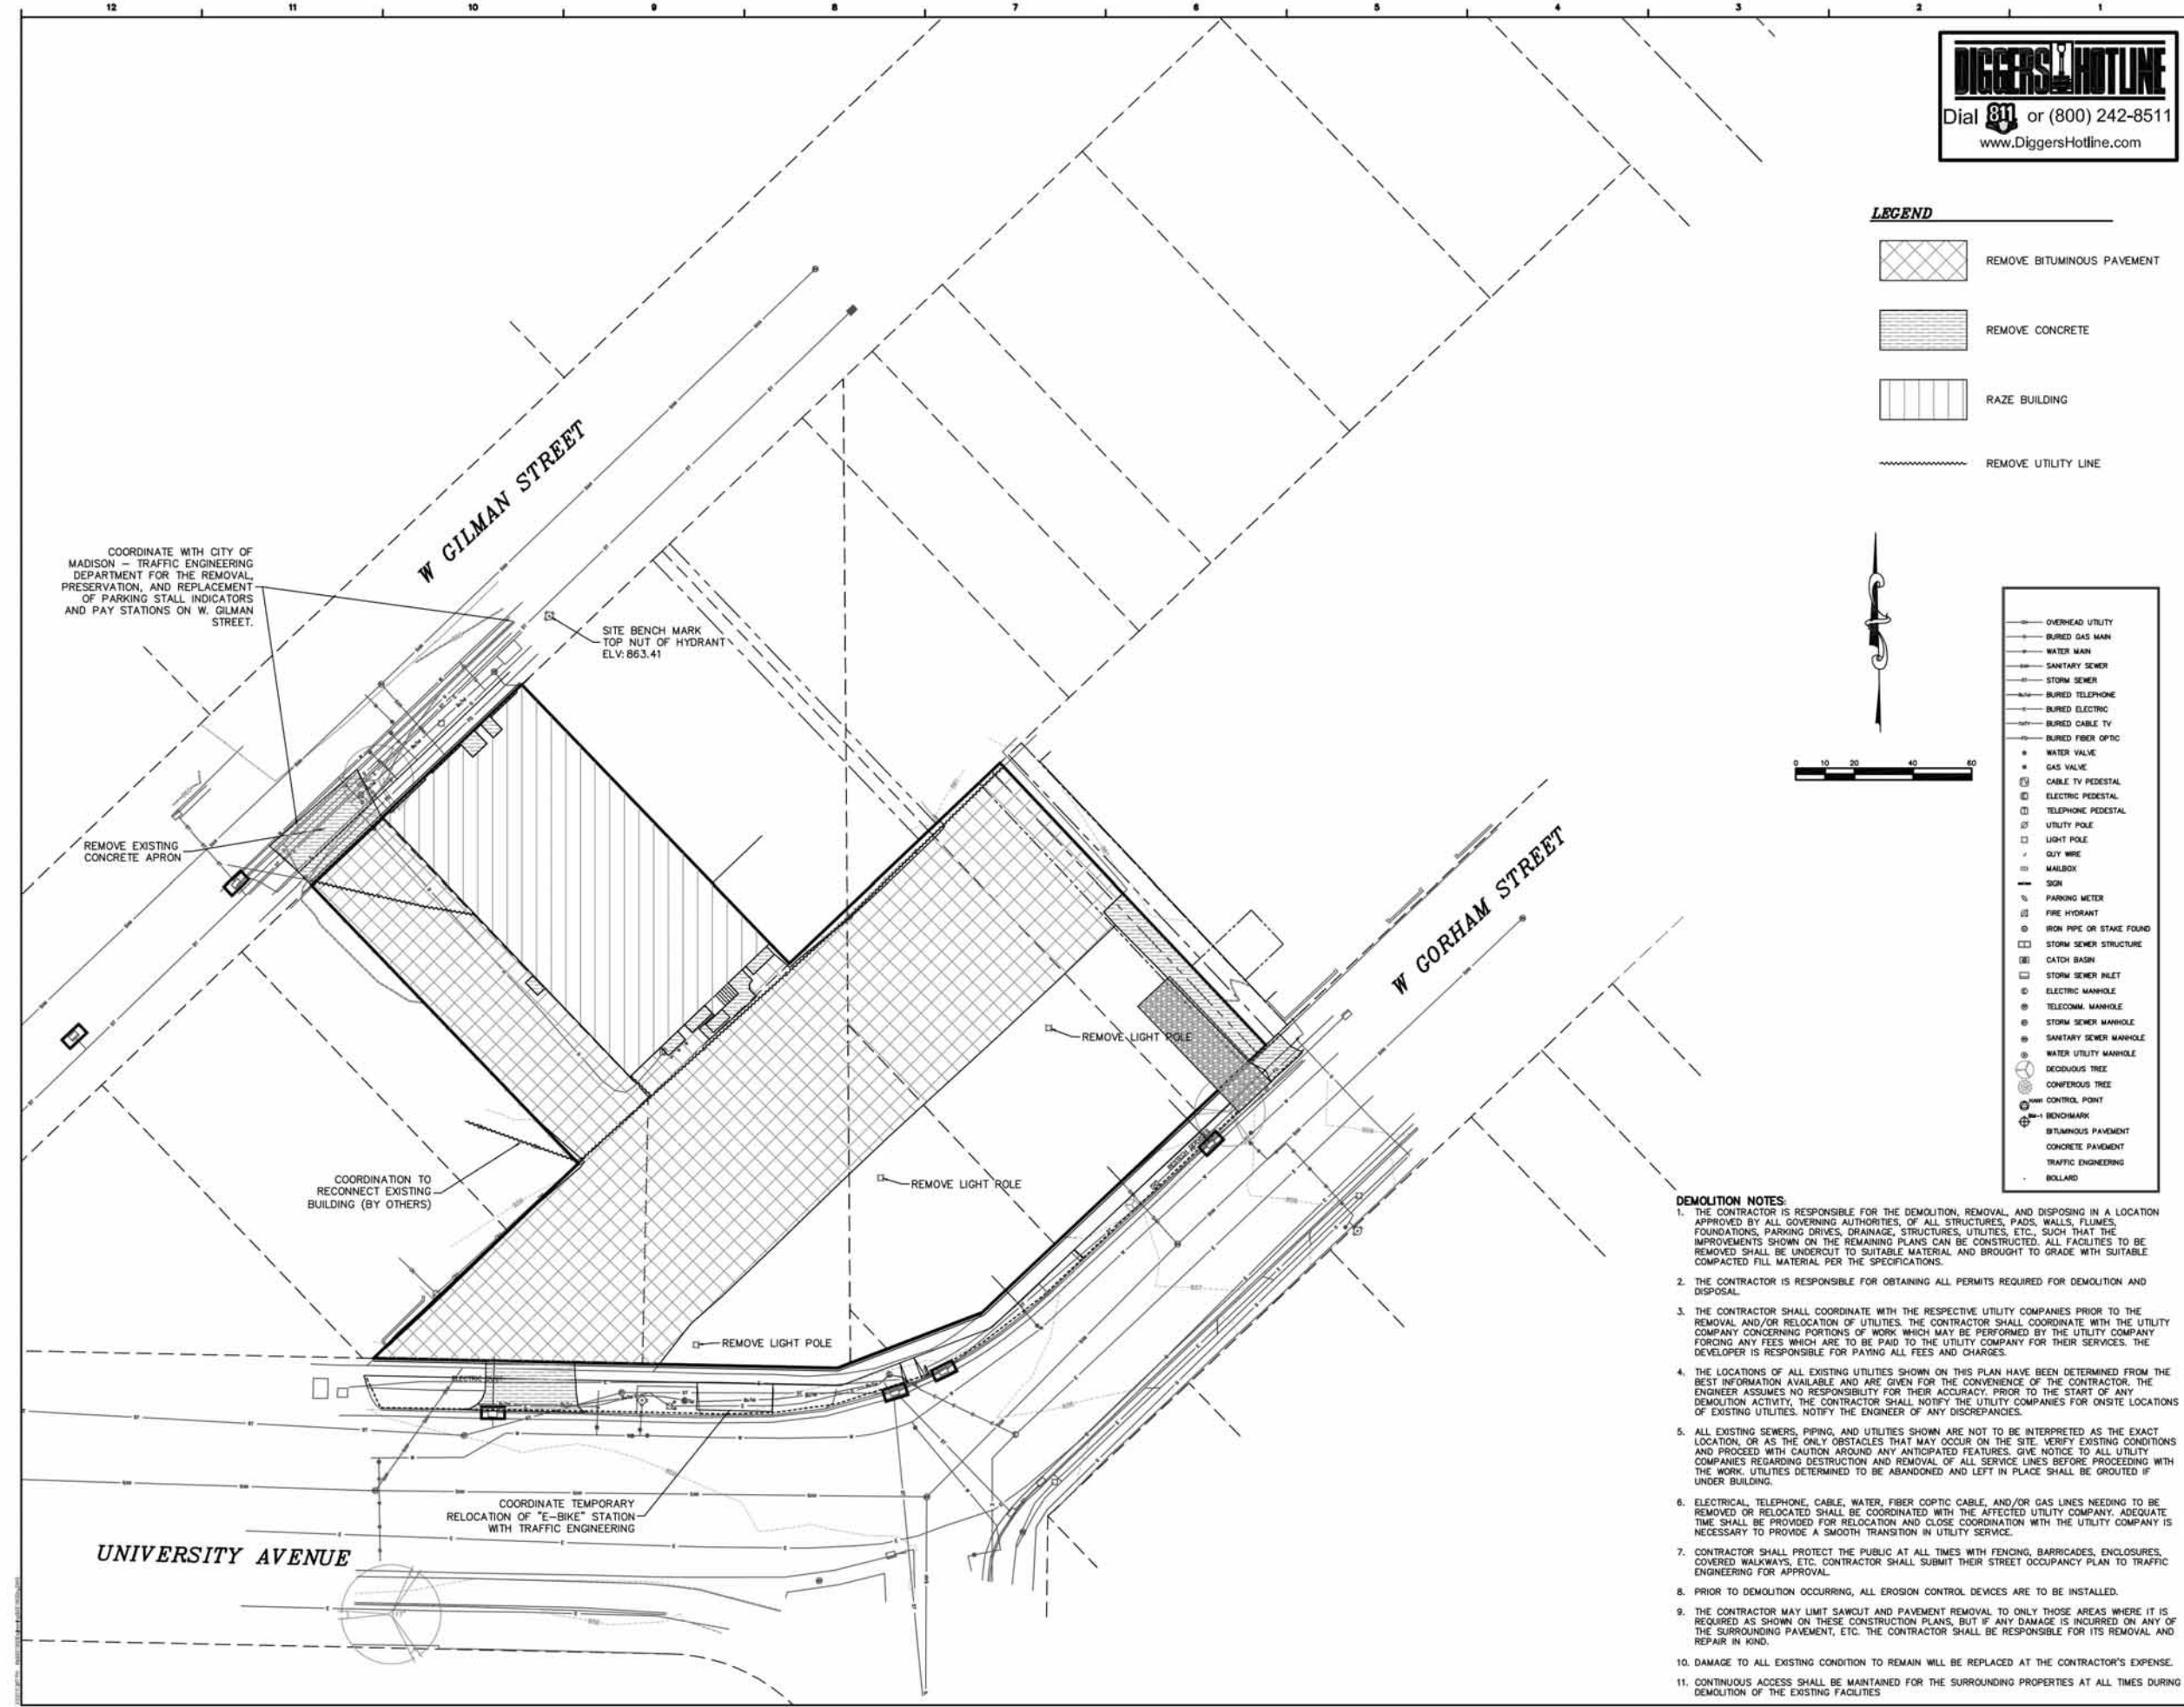 12 11 10 9 8 7 6 5 4 3 2 1
DIGGERS HOTLINE
Dial 811 or (800) 242-8511
www.DiggersHotline.com
LEGEND
REMOVE BITUMINOUS PAVEMENT
REMOVE CONCRETE
RAZE BUILDING
REMOVE UTILITY LINE
W GILMAN STREET
COORDINATE WITH CITY OF
MADISON – TRAFFIC ENGINEERING
DEPARTMENT FOR THE REMOVAL,
PRESERVATION, AND REPLACEMENT
OF PARKING STALL INDICATORS
AND PAY STATIONS ON W. GILMAN
STREET.
SITE BENCH MARK
TOP NUT OF HYDRANT
ELV: 863.41
REMOVE EXISTING
CONCRETE APRON
0 10 20 40 60
W GORHAM STREET
REMOVE LIGHT POLE
COORDINATION TO
RECONNECT EXISTING
BUILDING (BY OTHERS)
REMOVE LIGHT POLE
REMOVE LIGHT POLE
COORDINATE TEMPORARY
RELOCATION OF "E-BIKE" STATION
WITH TRAFFIC ENGINEERING
UNIVERSITY AVENUE
OVERHEAD UTILITY
BURIED GAS MAIN
WATER MAIN
SANITARY SEWER
STORM SEWER
BURIED TELEPHONE
BURIED ELECTRIC
BURIED CABLE TV
BURIED FIBER OPTIC
WATER VALVE
GAS VALVE
CABLE TV PEDESTAL
ELECTRIC PEDESTAL
TELEPHONE PEDESTAL
UTILITY POLE
LIGHT POLE
GUY WIRE
MAILBOX
SIGN
PARKING METER
FIRE HYDRANT
IRON PIPE OR STAKE FOUND
STORM SEWER STRUCTURE
CATCH BASIN
STORM SEWER INLET
ELECTRIC MANHOLE
TELECOMM. MANHOLE
STORM SEWER MANHOLE
SANITARY SEWER MANHOLE
WATER UTILITY MANHOLE
DECIDUOUS TREE
CONIFEROUS TREE
CONTROL POINT
BM-1 BENCHMARK
BITUMINOUS PAVEMENT
CONCRETE PAVEMENT
TRAFFIC ENGINEERING
BOLLARD
DEMOLITION NOTES:
1. THE CONTRACTOR IS RESPONSIBLE FOR THE DEMOLITION, REMOVAL, AND DISPOSING IN A LOCATION
APPROVED BY ALL GOVERNING AUTHORITIES, OF ALL STRUCTURES, PADS, WALLS, FLUMES,
FOUNDATIONS, PARKING DRIVES, DRAINAGE, STRUCTURES, UTILITIES, ETC., SUCH THAT THE
IMPROVEMENTS SHOWN ON THE REMAINING PLANS CAN BE CONSTRUCTED. ALL FACILITIES TO BE
REMOVED SHALL BE UNDERCUT TO SUITABLE MATERIAL AND BROUGHT TO GRADE WITH SUITABLE
COMPACTED FILL MATERIAL PER THE SPECIFICATIONS.
2. THE CONTRACTOR IS RESPONSIBLE FOR OBTAINING ALL PERMITS REQUIRED FOR DEMOLITION AND
DISPOSAL.
3. THE CONTRACTOR SHALL COORDINATE WITH THE RESPECTIVE UTILITY COMPANIES PRIOR TO THE
REMOVAL AND/OR RELOCATION OF UTILITIES. THE CONTRACTOR SHALL COORDINATE WITH THE UTILITY
COMPANY CONCERNING PORTIONS OF WORK WHICH MAY BE PERFORMED BY THE UTILITY COMPANY
FORCING ANY FEES WHICH ARE TO BE PAID TO THE UTILITY COMPANY FOR THEIR SERVICES. THE
DEVELOPER IS RESPONSIBLE FOR PAYING ALL FEES AND CHARGES.
4. THE LOCATIONS OF ALL EXISTING UTILITIES SHOWN ON THIS PLAN HAVE BEEN DETERMINED FROM THE
BEST INFORMATION AVAILABLE AND ARE GIVEN FOR THE CONVENIENCE OF THE CONTRACTOR. THE
ENGINEER ASSUMES NO RESPONSIBILITY FOR THEIR ACCURACY. PRIOR TO THE START OF ANY
DEMOLITION ACTIVITY, THE CONTRACTOR SHALL NOTIFY THE UTILITY COMPANIES FOR ONSITE LOCATIONS
OF EXISTING UTILITIES. NOTIFY THE ENGINEER OF ANY DISCREPANCIES.
5. ALL EXISTING SEWERS, PIPING, AND UTILITIES SHOWN ARE NOT TO BE INTERPRETED AS THE EXACT
LOCATION, OR AS THE ONLY OBSTACLES THAT MAY OCCUR ON THE SITE. VERIFY EXISTING CONDITIONS
AND PROCEED WITH CAUTION AROUND ANY ANTICIPATED FEATURES. GIVE NOTICE TO ALL UTILITY
COMPANIES REGARDING DESTRUCTION AND REMOVAL OF ALL SERVICE LINES BEFORE PROCEEDING WITH
THE WORK. UTILITIES DETERMINED TO BE ABANDONED AND LEFT IN PLACE SHALL BE GROUTED IF
UNDER BUILDING.
6. ELECTRICAL, TELEPHONE, CABLE, WATER, FIBER COPTIC CABLE, AND/OR GAS LINES NEEDING TO BE
REMOVED OR RELOCATED SHALL BE COORDINATED WITH THE AFFECTED UTILITY COMPANY. ADEQUATE
TIME SHALL BE PROVIDED FOR RELOCATION AND CLOSE COORDINATION WITH THE UTILITY COMPANY IS
NECESSARY TO PROVIDE A SMOOTH TRANSITION IN UTILITY SERVICE.
7. CONTRACTOR SHALL PROTECT THE PUBLIC AT ALL TIMES WITH FENCING, BARRICADES, ENCLOSURES,
COVERED WALKWAYS, ETC. CONTRACTOR SHALL SUBMIT THEIR STREET OCCUPANCY PLAN TO TRAFFIC
ENGINEERING FOR APPROVAL.
8. PRIOR TO DEMOLITION OCCURRING, ALL EROSION CONTROL DEVICES ARE TO BE INSTALLED.
9. THE CONTRACTOR MAY LIMIT SAWCUT AND PAVEMENT REMOVAL TO ONLY THOSE AREAS WHERE IT IS
REQUIRED AS SHOWN ON THESE CONSTRUCTION PLANS, BUT IF ANY DAMAGE IS INCURRED ON ANY OF
THE SURROUNDING PAVEMENT, ETC. THE CONTRACTOR SHALL BE RESPONSIBLE FOR ITS REMOVAL AND
REPAIR IN KIND.
10. DAMAGE TO ALL EXISTING CONDITION TO REMAIN WILL BE REPLACED AT THE CONTRACTOR'S EXPENSE.
11. CONTINUOUS ACCESS SHALL BE MAINTAINED FOR THE SURROUNDING PROPERTIES AT ALL TIMES DURING
DEMOLITION OF THE EXISTING FACILITIES